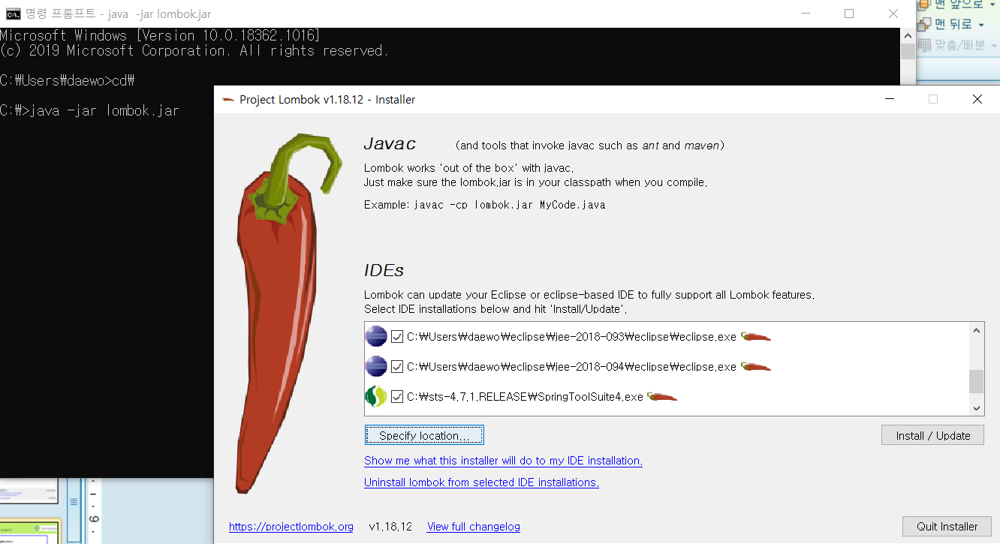 명령 프롬프트 - java  -jar lombok.jar
맨 앞으로
맨 뒤로
맞춤/배분
Microsoft Windows [Version 10.0.18362.1016]
(c) 2019 Microsoft Corporation. All rights reserved.
C:₩Users₩daewo>cd₩
C:₩>java -jar lombok.jar
Project Lombok v1.18.12 - Installer
Javac (and tools that invoke javac such as ant and maven)
Lombok works 'out of the box' with javac.
Just make sure the lombok.jar is in your classpath when you compile.
Example: javac -cp lombok.jar MyCode.java
IDEs
Lombok can update your Eclipse or eclipse-based IDE to fully support all Lombok features.
Select IDE installations below and hit 'Install/Update'.
C:₩Users₩daewo₩eclipse₩jee-2018-093₩eclipse₩eclipse.exe
C:₩Users₩daewo₩eclipse₩jee-2018-094₩eclipse₩eclipse.exe
C:₩sts-4.7.1.RELEASE₩SpringToolSuite4.exe
Specify location...
Install / Update
Show me what this installer will do to my IDE installation.
Uninstall lombok from selected IDE installations.
https://projectlombok.org v1.18.12 View full changelog
Quit Installer